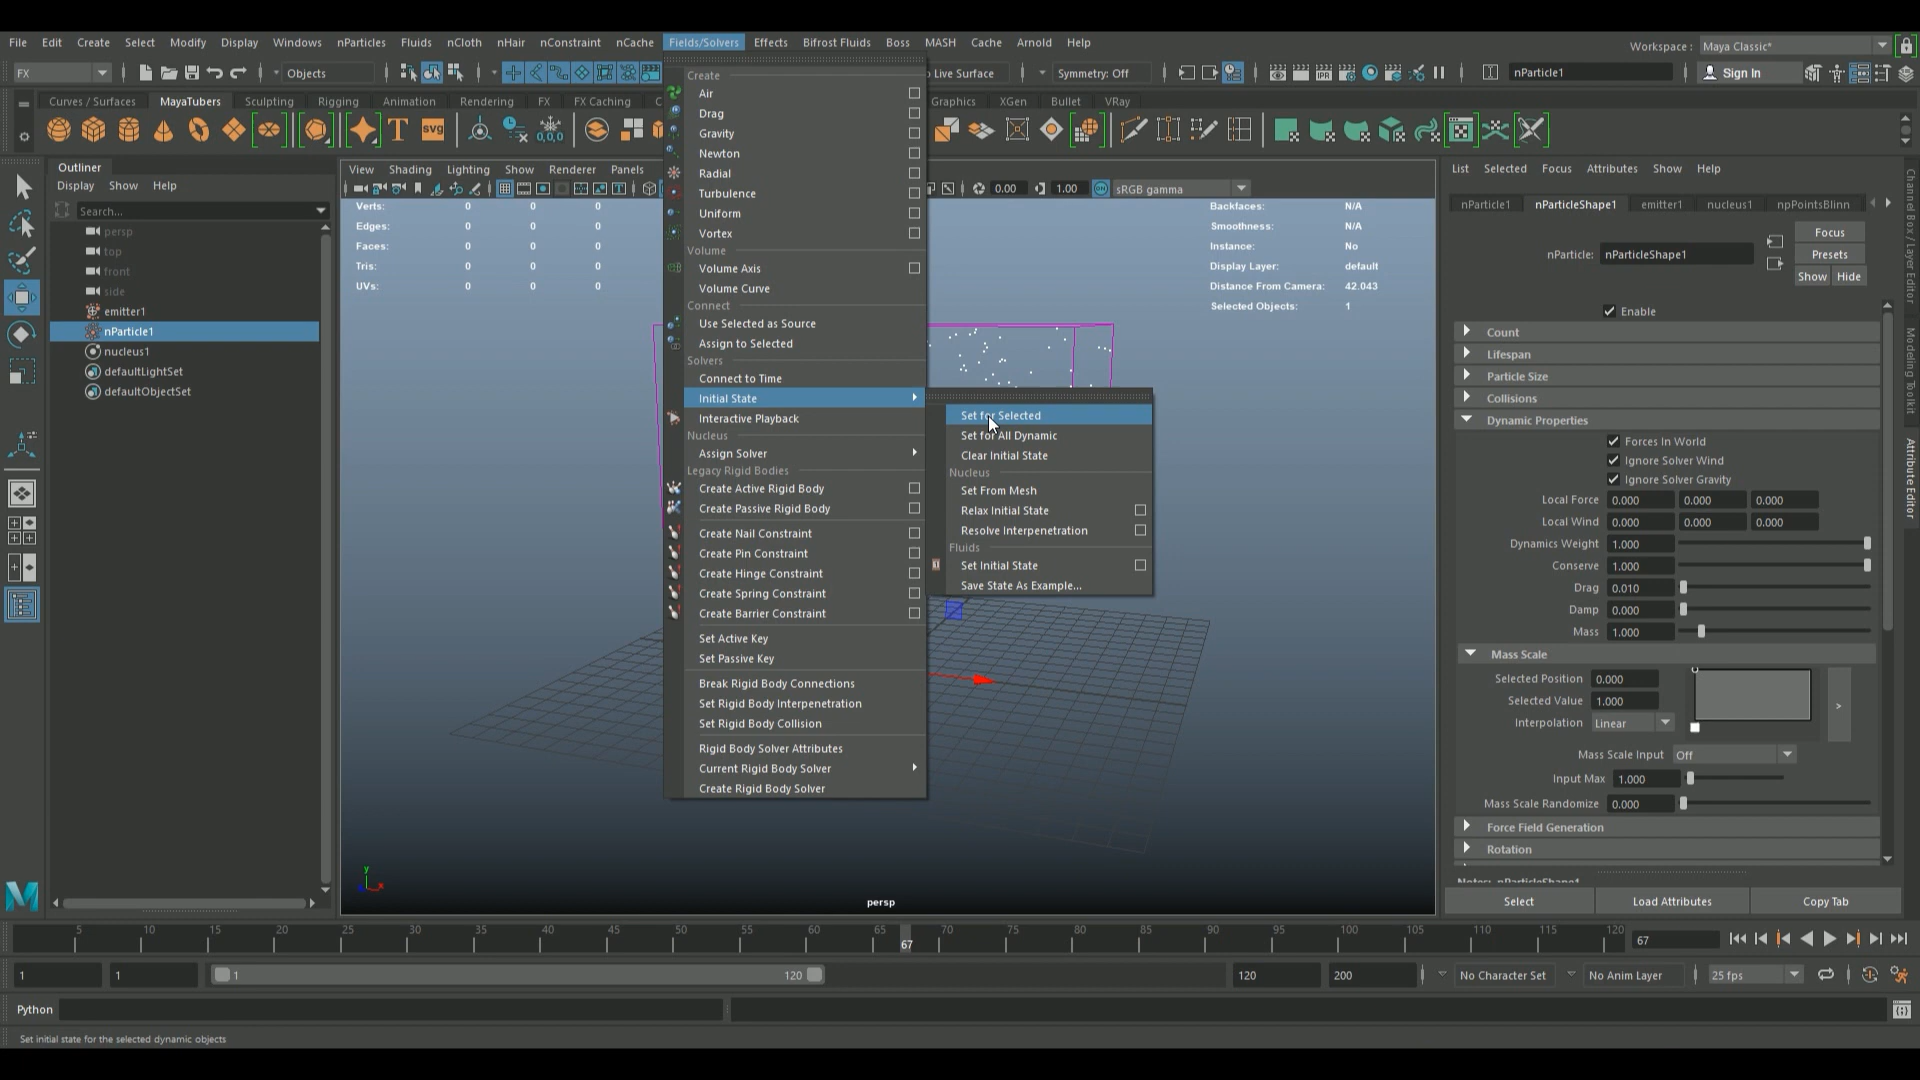 File Edit Create Select Modify Display Windows nParticles Fluids nCloth nHair nConstraint nCache Fields/Solvers Effects Bifrost Fluids Boss MASH Cache Arnold Help
Workspace : Maya Classic*
FX Objects Live Surface Symmetry: Off nParticle1 Sign In
Curves / Surfaces MayaTubers Sculpting Rigging Animation Rendering FX FX Caching Graphics XGen Bullet VRay
T SVG 0,0,0
Outliner
Display Show Help
Search...
persp
top
front
side
emitter1
nParticle1
nucleus1
defaultLightSet
defaultObjectSet
View Shading Lighting Show Renderer Panels
0.00 1.00 sRGB gamma
Verts: 0 0 0
Edges: 0 0 0
Faces: 0 0 0
Tris: 0 0 0
UVs: 0 0 0
Backfaces: N/A
Smoothness: N/A
Instance: No
Display Layer: default
Distance From Camera: 42.043
Selected Objects: 1
Create
Air
Drag
Gravity
Newton
Radial
Turbulence
Uniform
Vortex
Volume
Volume Axis
Volume Curve
Connect
Use Selected as Source
Assign to Selected
Solvers
Connect to Time
Initial State
Interactive Playback
Nucleus
Assign Solver
Legacy Rigid Bodies
Create Active Rigid Body
Create Passive Rigid Body
Create Nail Constraint
Create Pin Constraint
Create Hinge Constraint
Create Spring Constraint
Create Barrier Constraint
Set Active Key
Set Passive Key
Break Rigid Body Connections
Set Rigid Body Interpenetration
Set Rigid Body Collision
Rigid Body Solver Attributes
Current Rigid Body Solver
Create Rigid Body Solver
Set for Selected
Set for All Dynamic
Clear Initial State
Nucleus
Set From Mesh
Relax Initial State
Resolve Interpenetration
Fluids
Set Initial State
Save State As Example...
y
persp
List Selected Focus Attributes Show Help
nParticle1 nParticleShape1 emitter1 nucleus1 npPointsBlinn
nParticle: nParticleShape1
Focus
Presets
Show Hide
Enable
Count
Lifespan
Particle Size
Collisions
Dynamic Properties
Forces In World
Ignore Solver Wind
Ignore Solver Gravity
Local Force 0.000 0.000 0.000
Local Wind 0.000 0.000 0.000
Dynamics Weight 1.000
Conserve 1.000
Drag 0.010
Damp 0.000
Mass 1.000
Mass Scale
Selected Position 0.000
Selected Value 1.000
Interpolation Linear
>
Mass Scale Input Off
Input Max 1.000
Mass Scale Randomize 0.000
Force Field Generation
Rotation
Notes: nParticleShape1
Select Load Attributes Copy Tab
Channel Box / Layer Editor
Modeling Toolkit
Attribute Editor
5 10 15 20 25 30 35 40 45 50 55 60 65 70 75 80 85 90 95 100 105 110 115 120
67
67
1 1 1 120 120 200 No Character Set No Anim Layer 25 fps
Python
Set initial state for the selected dynamic objects